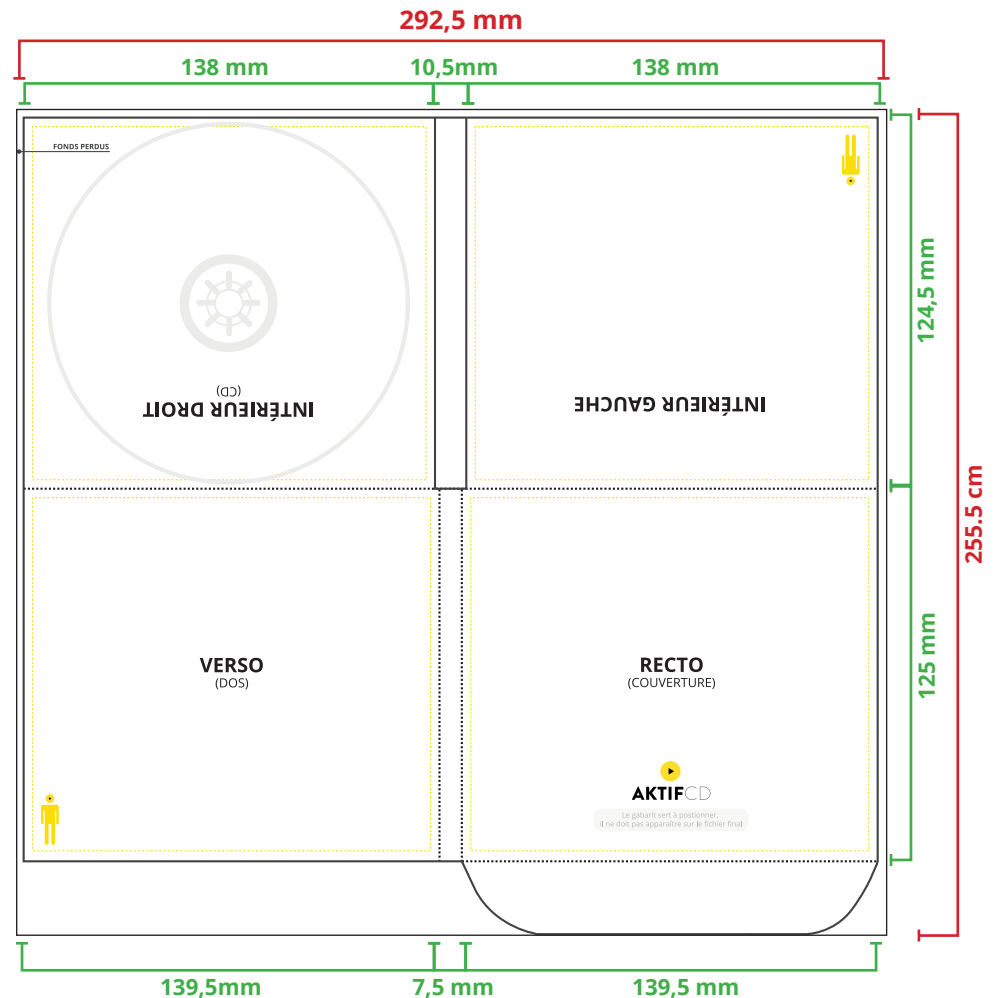 292,5 mm
138 mm
10,5mm
138 mm
FONDS PERDUS
124,5 mm
(CD)
INTÉRIEUR DROIT
INTÉRIEUR GAUCHE
255.5 cm
VERSO
(DOS)
RECTO
(COUVERTURE)
125 mm
AKTIFCD
Le gabarit sert à postionner,
il ne doit pas apparaître sur le fichier final
139,5mm
7,5 mm
139,5 mm